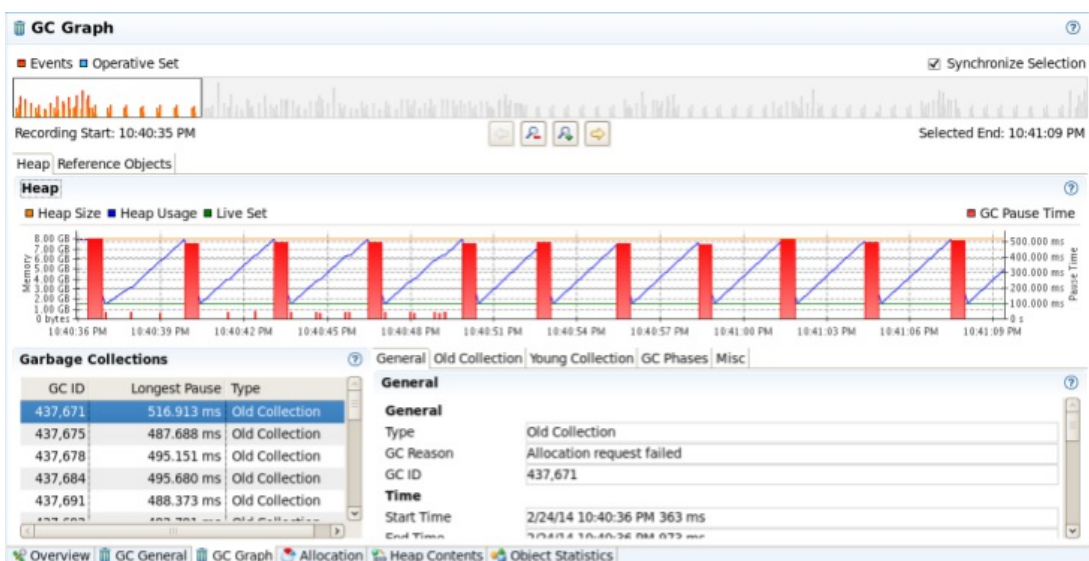 GC Graph
Events Operative Set Synchronize Selection
Recording Start: 10:40:35 PM Selected End: 10:41:09 PM
Heap Reference Objects
Heap
Heap Size Heap Usage Live Set GC Pause Time
8.00 GB
7.00 GB
6.00 GB
5.00 GB
4.00 GB
3.00 GB
2.00 GB
1.00 GB
0 bytes
Memory
500.000 ms
400.000 ms
300.000 ms
200.000 ms
100.000 ms
0 s
Pause Time
10:40:36 PM 10:40:39 PM 10:40:42 PM 10:40:45 PM 10:40:48 PM 10:40:51 PM 10:40:54 PM 10:40:57 PM 10:41:00 PM 10:41:03 PM 10:41:06 PM 10:41:09 PM
Garbage Collections
GC ID Longest Pause Type
437,671 516.913 ms Old Collection
437,675 487.688 ms Old Collection
437,678 495.151 ms Old Collection
437,684 495.680 ms Old Collection
437,691 488.373 ms Old Collection
General Old Collection Young Collection GC Phases Misc
General
General
Type Old Collection
GC Reason Allocation request failed
GC ID 437,671
Time
Start Time 2/24/14 10:40:36 PM 363 ms
End Time 2/24/14 10:40:36 PM 973 ms
Overview GC General GC Graph Allocation Heap Contents Object Statistics